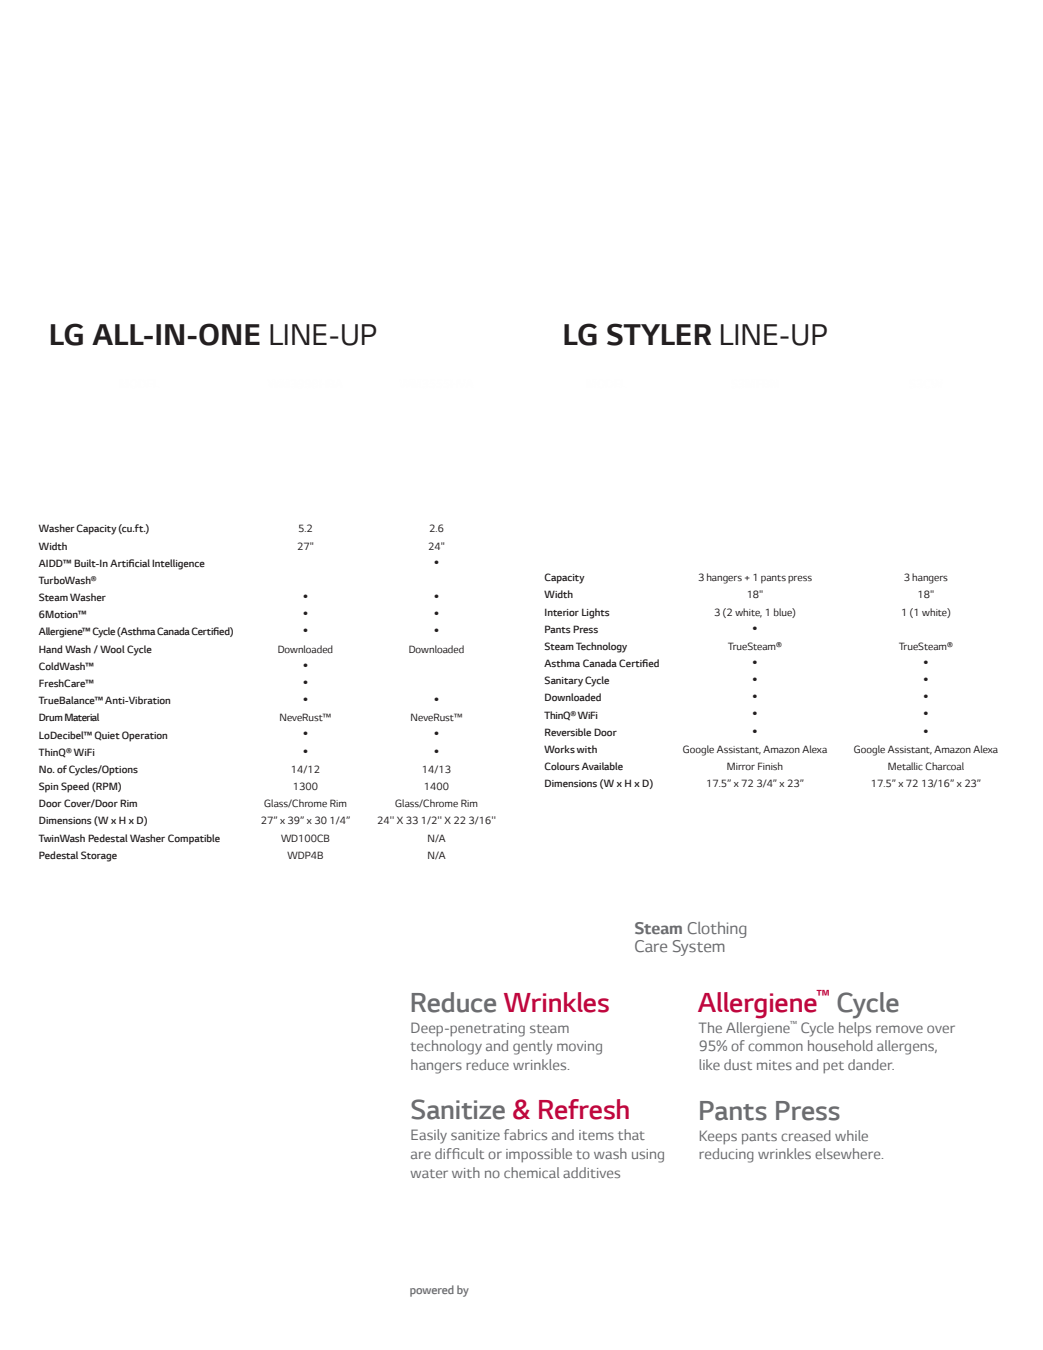 LG ALL-IN-ONE LINE-UP
Washer Capacity (cu.ft.) 5.2 2.6
Width 27" 24"
AIDD™ Built-In Artificial Intelligence •
TurboWash®
Steam Washer • •
6Motion™ • •
Allergiene™ Cycle (Asthma Canada Certified) • •
Hand Wash / Wool Cycle Downloaded Downloaded
ColdWash™ •
FreshCare™ •
TrueBalance™ Anti-Vibration • •
Drum Material NeveRust™ NeveRust™
LoDecibel™ Quiet Operation • •
ThinQ® WiFi • •
No. of Cycles/Options 14/12 14/13
Spin Speed (RPM) 1300 1400
Door Cover/Door Rim Glass/Chrome Rim Glass/Chrome Rim
Dimensions (W x H x D) 27” x 39” x 30 1/4” 24" X 33 1/2" X 22 3/16"
TwinWash Pedestal Washer Compatible WD100CB N/A
Pedestal Storage WDP4B N/A
LG STYLER LINE-UP
Capacity 3 hangers + 1 pants press 3 hangers
Width 18" 18"
Interior Lights 3 (2 white, 1 blue) 1 (1 white)
Pants Press •
Steam Technology TrueSteam® TrueSteam®
Asthma Canada Certified • •
Sanitary Cycle • •
Downloaded • •
ThinQ® WiFi • •
Reversible Door • •
Works with Google Assistant, Amazon Alexa Google Assistant, Amazon Alexa
Colours Available Mirror Finish Metallic Charcoal
Dimensions (W x H x D) 17.5” x 72 3/4” x 23” 17.5” x 72 13/16” x 23”
Steam Clothing
Care System
Reduce Wrinkles
Deep-penetrating steam
technology and gently moving
hangers reduce wrinkles.
Allergiene™ Cycle
The Allergiene™ Cycle helps remove over
95% of common household allergens,
like dust mites and pet dander.
Sanitize & Refresh
Easily sanitize fabrics and items that
are difficult or impossible to wash using
water with no chemical additives
Pants Press
Keeps pants creased while
reducing wrinkles elsewhere.
powered by